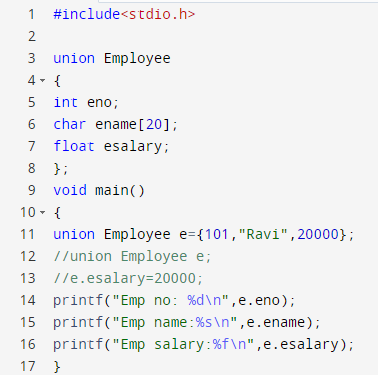 1 #include<stdio.h>
2
3 union Employee
4 {
5 int eno;
6 char ename[20];
7 float esalary;
8 };
9 void main()
10 {
11 union Employee e={101,"Ravi",20000};
12 //union Employee e;
13 //e.esalary=20000;
14 printf("Emp no: %d\n",e.eno);
15 printf("Emp name:%s\n",e.ename);
16 printf("Emp salary:%f\n",e.esalary);
17 }